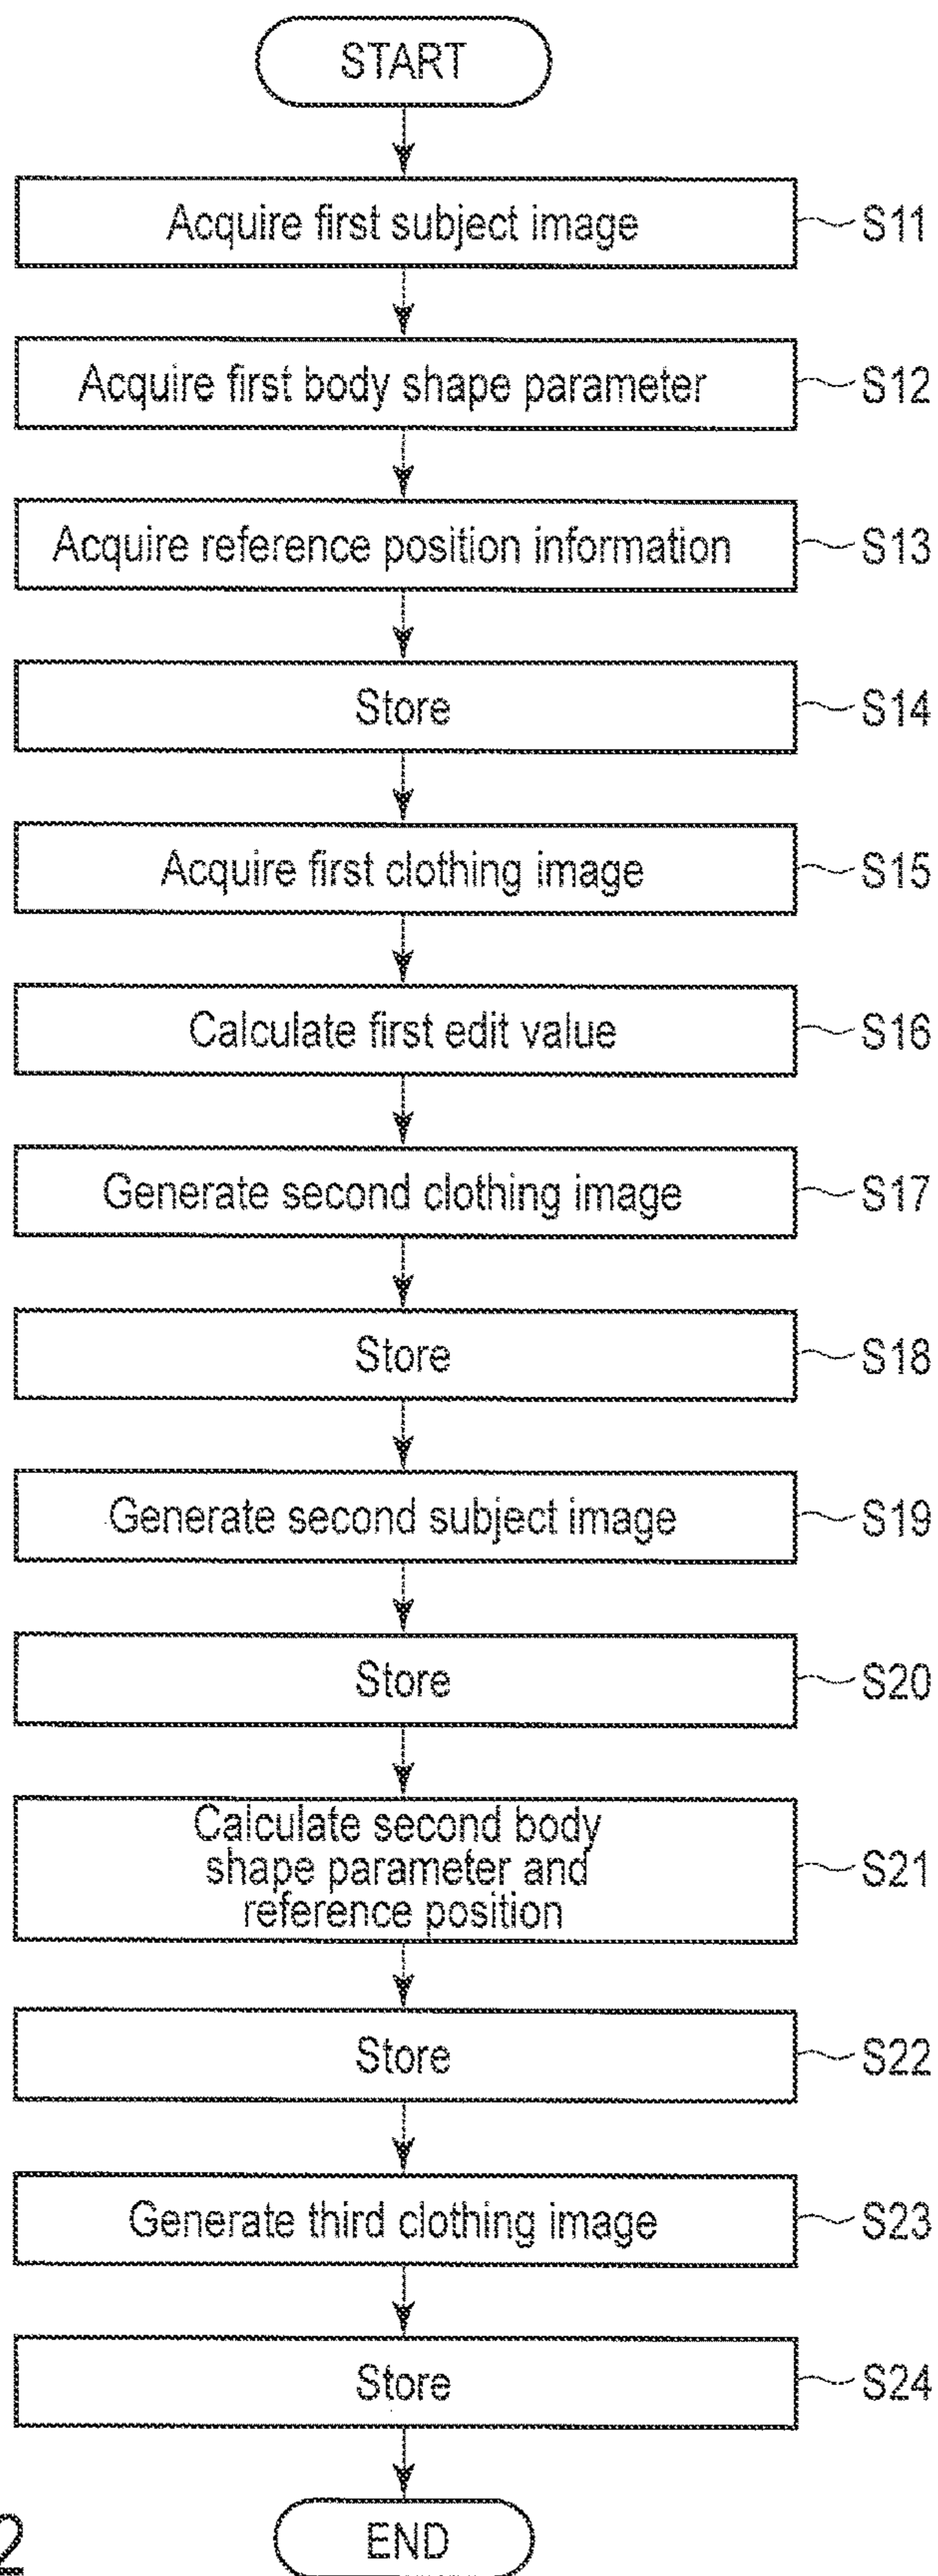 START
Acquire first subject image S11
Acquire first body shape parameter S12
Acquire reference position information S13
Store S14
Acquire first clothing image S15
Calculate first edit value S16
Generate second clothing image S17
Store S18
Generate second subject image S19
Store S20
Calculate second body
shape parameter and S21
reference position
Store S22
Generate third clothing image S23
Store S24
END
2